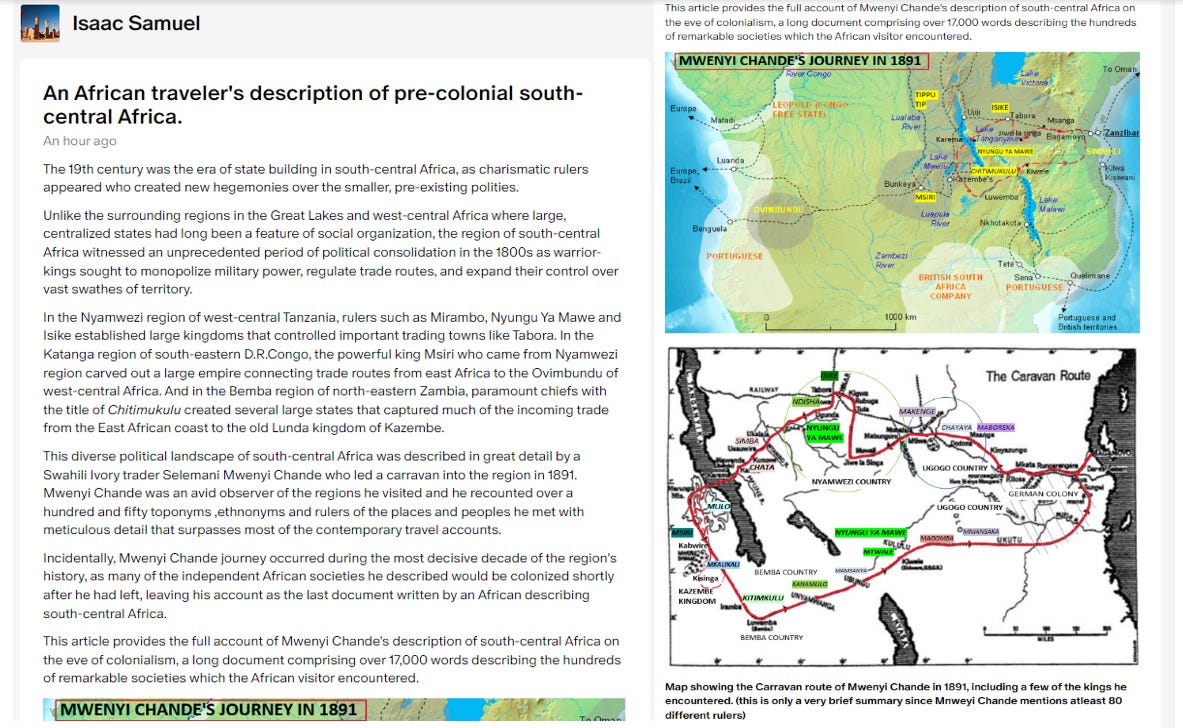 Isaac Samuel
An African traveler's description of pre-colonial south-
central Africa.
An hour ago
The 19th century was the era of state building in south-central Africa, as charismatic rulers
appeared who created new hegemonies over the smaller, pre-existing polities.
Unlike the surrounding regions in the Great Lakes and west-central Africa where large,
centralized states had long been a feature of social organization, the region of south-central
Africa witnessed an unprecedented period of political consolidation in the 1800s as warrior-
kings sought to monopolize military power, regulate trade routes, and expand their control over
vast swathes of territory.
In the Nyamwezi region of west-central Tanzania, rulers such as Mirambo, Nyungu Ya Mawe and
Isike established large kingdoms that controlled important trading towns like Tabora. In the
Katanga region of south-eastern D.R.Congo, the powerful king Msiri who came from Nyamwezi
region carved out a large empire connecting trade routes from east Africa to the Ovimbundu of
west-central Africa. And in the Bemba region of north-eastern Zambia, paramount chiefs with
the title of Chitimukulu created several large states that captured much of the incoming trade
from the East African coast to the old Lunda kingdom of Kazembe.
This diverse political landscape of south-central Africa was described in great detail by a
Swahili Ivory trader Selemani MwenyiChande who led a carravan into the region in 1891.
Mwenyi Chande was an avid observer of the regions he visited and he recounted over a
hundred and fifty toponyms ,ethnonyms and rulers of the places and peoples he met with
meticulous detail that surpasses most of the contemporary travel accounts.
Incidentally, Mwenyi Chande journey occurred during the most decisive decade of the region's
history, as many of the independent African societies he described would be colonized shortly
after he had left, leaving his account as the last document written by an African describing
south-central Africa.
This article provides the full account of Mwenyi Chande's description of south-central Africa on
the eve of colonialism, a long document comprising over 17,000 words describing the hundreds
of remarkable societies which the African visitor encountered.
MWENYI CHANDE'S JOURNEY IN 1891
To Oman
This article provides the full account of Mwenyi Chande's description of south-central Africa on
the eve of colonialism, a long document comprising over 17,000 words describing the hundreds
of remarkable societies which the African visitor encountered.
MWENYI CHANDE'S JOURNEY IN 1891
River Congo
Lake
Victoria
To Oman
Europe
LEOPOLD (CONGO
FREE STATE)
TIPPU
TIP
Matadi
Lualaba
River
Ujiji
ISIKE
Tabora
Msanga
Karema
Lake
Tanganyika
Jiwe la singa
Bagamoyo
Zanzibar
NYUNGU YA MAWE
SWAHILI
Luanda
Lake
Mweru
Europe,
Brazil
CHITIMUKULU
Kiwele
Kilwa
Kisiwani
Bunkeya
Kazembe's
MSIRI
Luwemba
OVIMBUNDU
Luapula
River
Lake
Malawi
Nkhotakota
Benguela
PORTUGUESE
Zambezi
River
Tete
Sena
Quelimane
BRITISH SOUTH
AFRICA
COMPANY
PORTUGUESE
0
1000 km
Portuguese and
British territories
The Caravan Route
RAILWAY
ISIKE
Tabora
Kigwa
NDISHA
Rubuga
Tula
MAKENGE
CHAYAZA
MABOREKA
NYUNGU
YA MAWE
SIMBA
CHATA
Jiwe la Singa
Kinyazungu
UGOGO COUNTRY
Kilosa
NYAMWEZI COUNTRY
GERMAN COLONY
UGOGO COUNTRY
MLILO
MSIRI
NYUNGU YA MAWE
MTWALE
MAGOMBA
MNJANSAKA
UKUTU
Kabwire
MKALIKALI
BEMBA COUNTRY
MAMSANYA
UBUNGU
Kisinga
KANAMULO
UNYAMWANGA
KAZEMBE
KINGDOM
KITIMKULU
Iramba
Luwemba
(Bemba)
BEMBA COUNTRY
MILES
Map showing the Carravan route of Mwenyi Chande in 1891, including a few of the kings he
encountered. (this is only a very brief summary since Mnweyi Chande mentions atleast 80
different rulers)